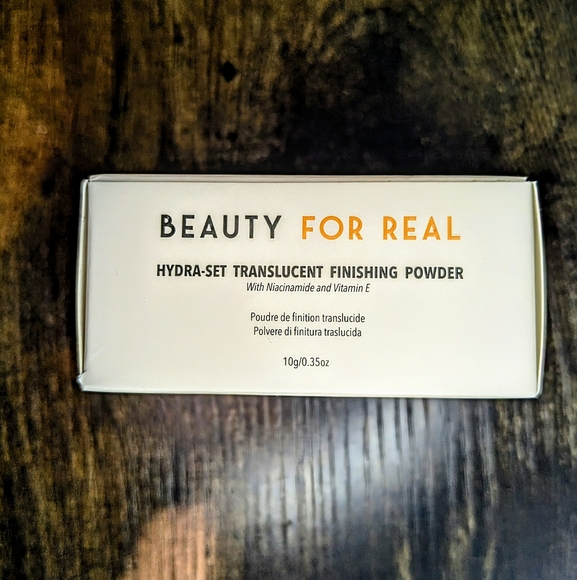 BEAUTY FOR REAL
HYDRA-SET TRANSLUCENT FINISHING POWDER
With Niacinamide and Vitamin E
Poudre de finition translucide
Polvere di finitura traslucida
10g/0.35oz